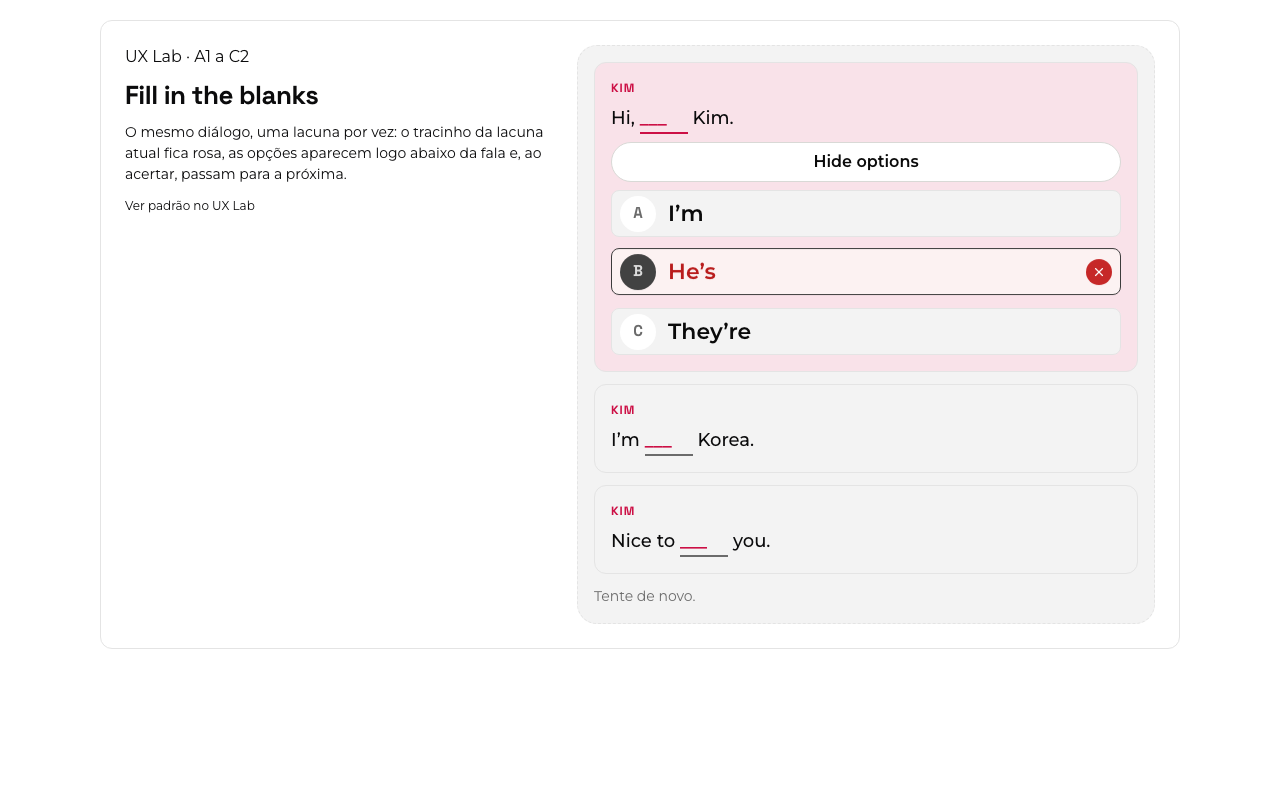 UX Lab · A1 a C2
Fill in the blanks
O mesmo diálogo, uma lacuna por vez: o tracinho da lacuna
atual fica rosa, as opções aparecem logo abaixo da fala e, ao
acertar, passam para a próxima.
Ver padrão no UX Lab
KIM
Hi, ___ Kim.
Hide options
A I’m
B He’s
C They’re
KIM
I’m ___ Korea.
KIM
Nice to ___ you.
Tente de novo.